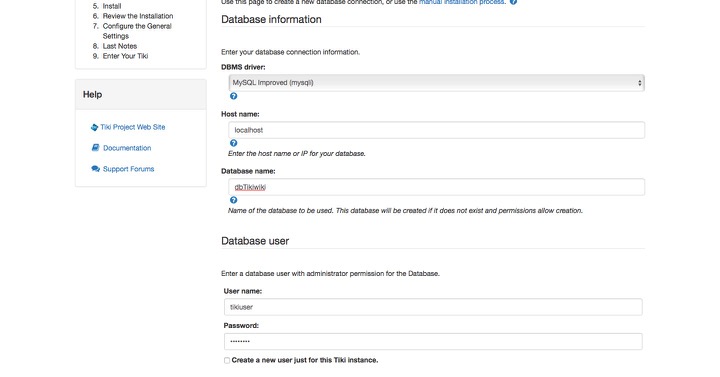 5. Install
6. Review the Installation
7. Configure the General
Settings
8. Last Notes
9. Enter Your Tiki
Help
Tiki Project Web Site
Documentation
Support Forums
Use this page to create a new database connection, or use the manual installation process.
Database information
Enter your database connection information.
DBMS driver:
MySQL Improved (mysqli)
Host name:
localhost
Enter the host name or IP for your database.
Database name:
dbTikiwiki
Name of the database to be used. This database will be created if it does not exist and permissions allow creation.
Database user
Enter a database user with administrator permission for the Database.
User name:
tikiuser
Password:
••••••••
Create a new user just for this Tiki instance.